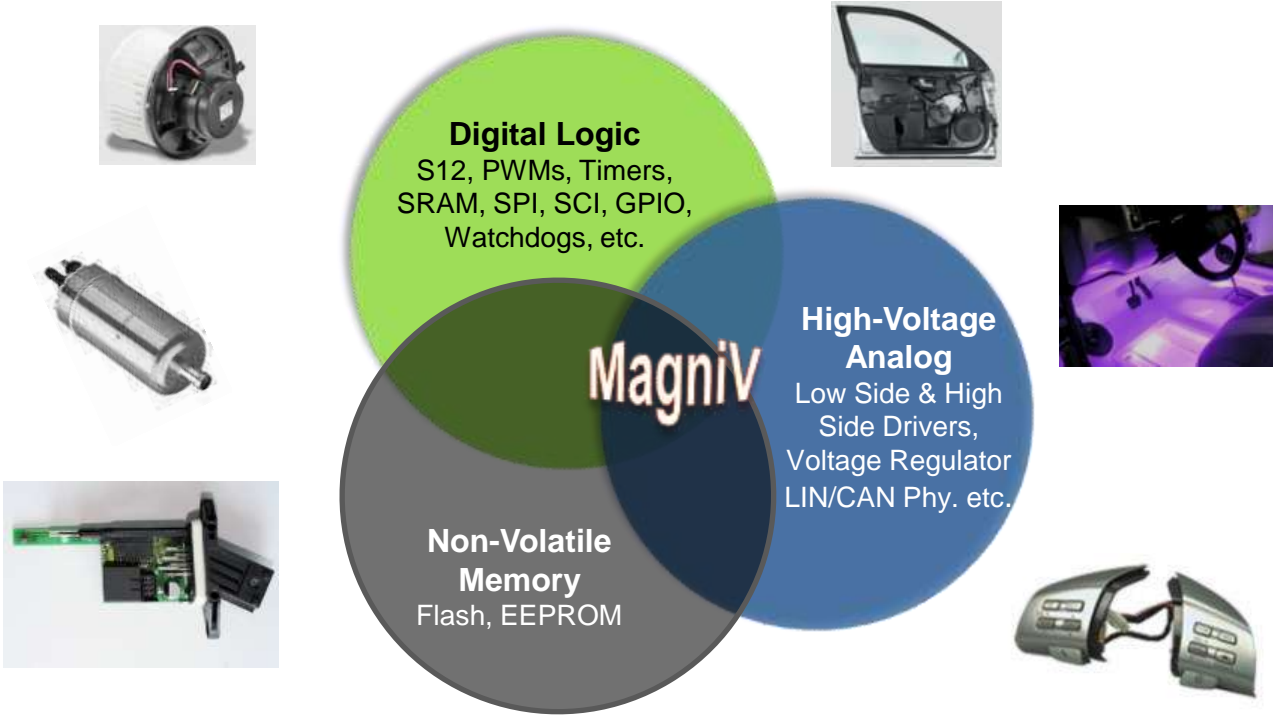 Digital Logic
S12, PWMs, Timers,
SRAM, SPI, SCI, GPIO,
Watchdogs, etc.
High-Voltage
Analog
Low Side & High
Side Drivers,
Voltage Regulator
LIN/CAN Phy. etc.
MagniV
Non-Volatile
Memory
Flash, EEPROM